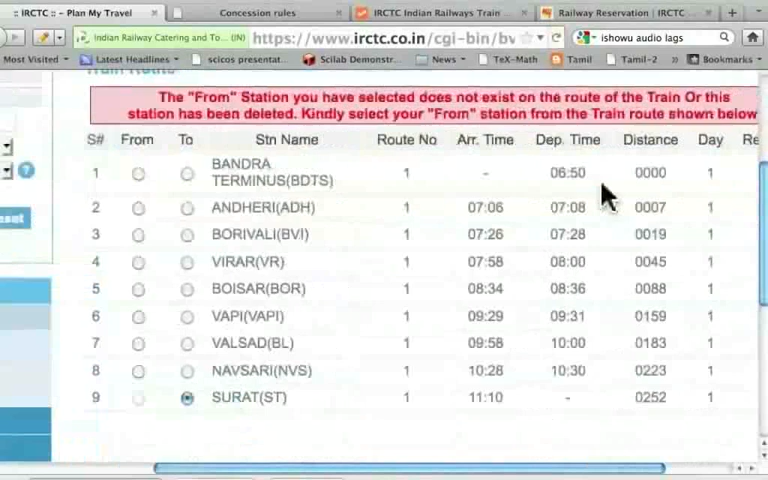 :: IRCTC :: – Plan My Travel
Concession rules
IRCTC Indian Railways Train ...
Railway Reservation | IRCTC ...
Indian Railway Catering and To... (IN)
https://www.irctc.co.in/cgi-bin/bv
ishowu audio lags
Most Visited
Latest Headlines
scicos presentat...
Scilab Demonstr...
News
TeX-Math
Tamil
Tamil-2
Bookmarks
The "From" Station you have selected does not exist on the route of the Train Or this
station has been deleted. Kindly select your "From" station from the Train route shown below
S# From To Stn Name Route No Arr. Time Dep. Time Distance Day Re
1 BANDRA TERMINUS(BDTS) 1 - 06:50 0000 1
2 ANDHERI(ADH) 1 07:06 07:08 0007 1
3 BORIVALI(BVI) 1 07:26 07:28 0019 1
4 VIRAR(VR) 1 07:58 08:00 0045 1
5 BOISAR(BOR) 1 08:34 08:36 0088 1
6 VAPI(VAPI) 1 09:29 09:31 0159 1
7 VALSAD(BL) 1 09:58 10:00 0183 1
8 NAVSARI(NVS) 1 10:28 10:30 0223 1
9 SURAT(ST) 1 11:10 - 0252 1
eset